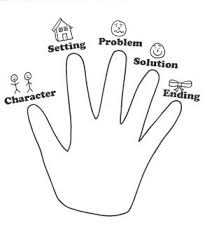 Setting
Problem
Solution
Character
Ending